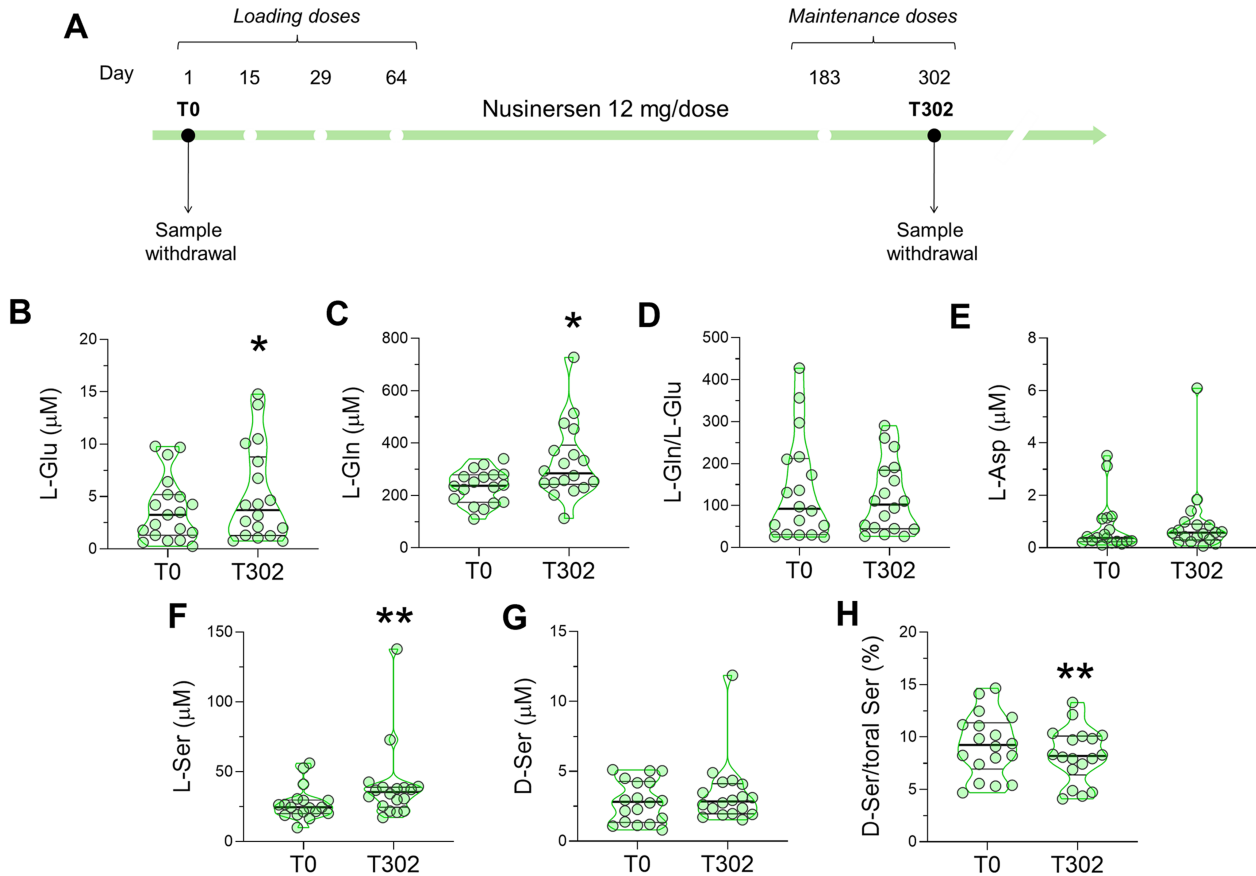 A
Loading doses
Maintenance doses
Day 1 15 29 64 183 302
T0 Nusinersen 12 mg/dose T302
Sample withdrawal
Sample withdrawal
B
L-Glu (μM)
20
15
10
5
0
T0 T302
*
C
L-Gln (μM)
800
600
400
200
0
T0 T302
*
D
L-Gln/L-Glu
500
400
300
200
100
0
T0 T302
E
L-Asp (μM)
8
6
4
2
0
T0 T302
F
L-Ser (μM)
150
100
50
0
T0 T302
**
G
D-Ser (μM)
15
10
5
0
T0 T302
H
D-Ser/toral Ser (%)
20
15
10
5
0
T0 T302
**